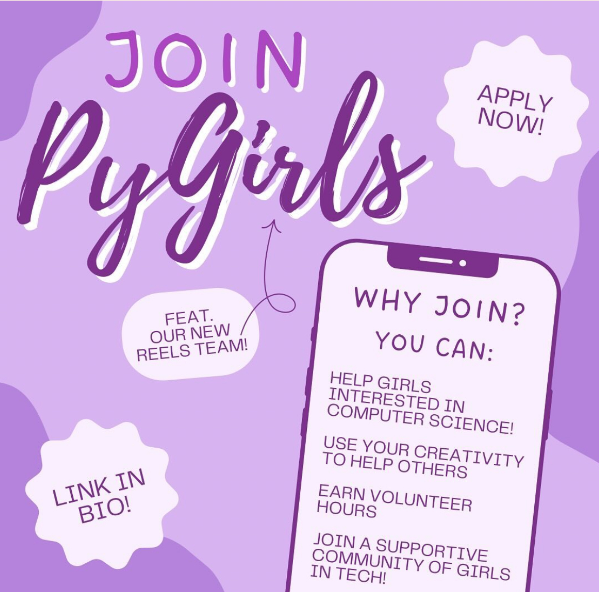 JOIN
PyGirls
APPLY
NOW!
FEAT.
OUR NEW
REELS TEAM!
WHY JOIN?
YOU CAN:
HELP GIRLS
INTERESTED IN
COMPUTER SCIENCE!
USE YOUR CREATIVITY
TO HELP OTHERS
EARN VOLUNTEER
HOURS
JOIN A SUPPORTIVE
COMMUNITY OF GIRLS
IN TECH!
LINK IN
BIO!